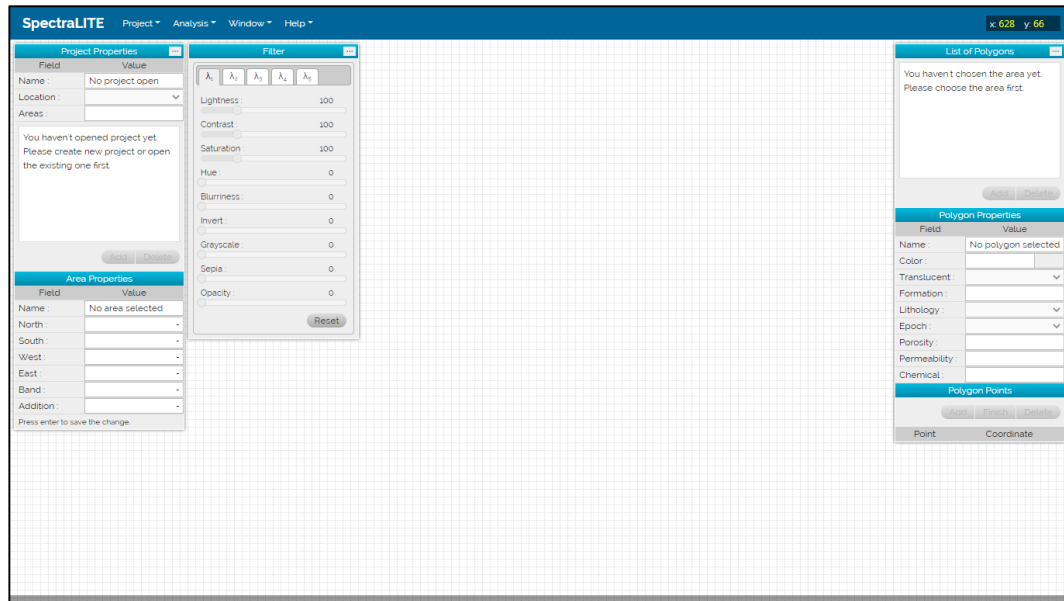 SpectraLITE Project Analysis Window Help x: 628 y: 66
Project Properties
Field Value
Name : No project open
Location :
Areas :
You haven't opened project yet.
Please create new project or open
the existing one first.
Add Delete
Area Properties
Field Value
Name : No area selected
North : -
South : -
West : -
East : -
Band : -
Addition : -
Press enter to save the change.
Filter
λ1 λ2 λ3 λ4 λ5
Lightness : 100
Contrast : 100
Saturation : 100
Hue : 0
Blurriness : 0
Invert : 0
Grayscale : 0
Sepia : 0
Opacity : 0
Reset
List of Polygons
You haven't chosen the area yet.
Please choose the area first.
Add Delete
Polygon Properties
Field Value
Name : No polygon selected
Color :
Translucent :
Formation :
Lithology :
Epoch :
Porosity :
Permeability :
Chemical :
Polygon Points
Add Finish Delete
Point Coordinate